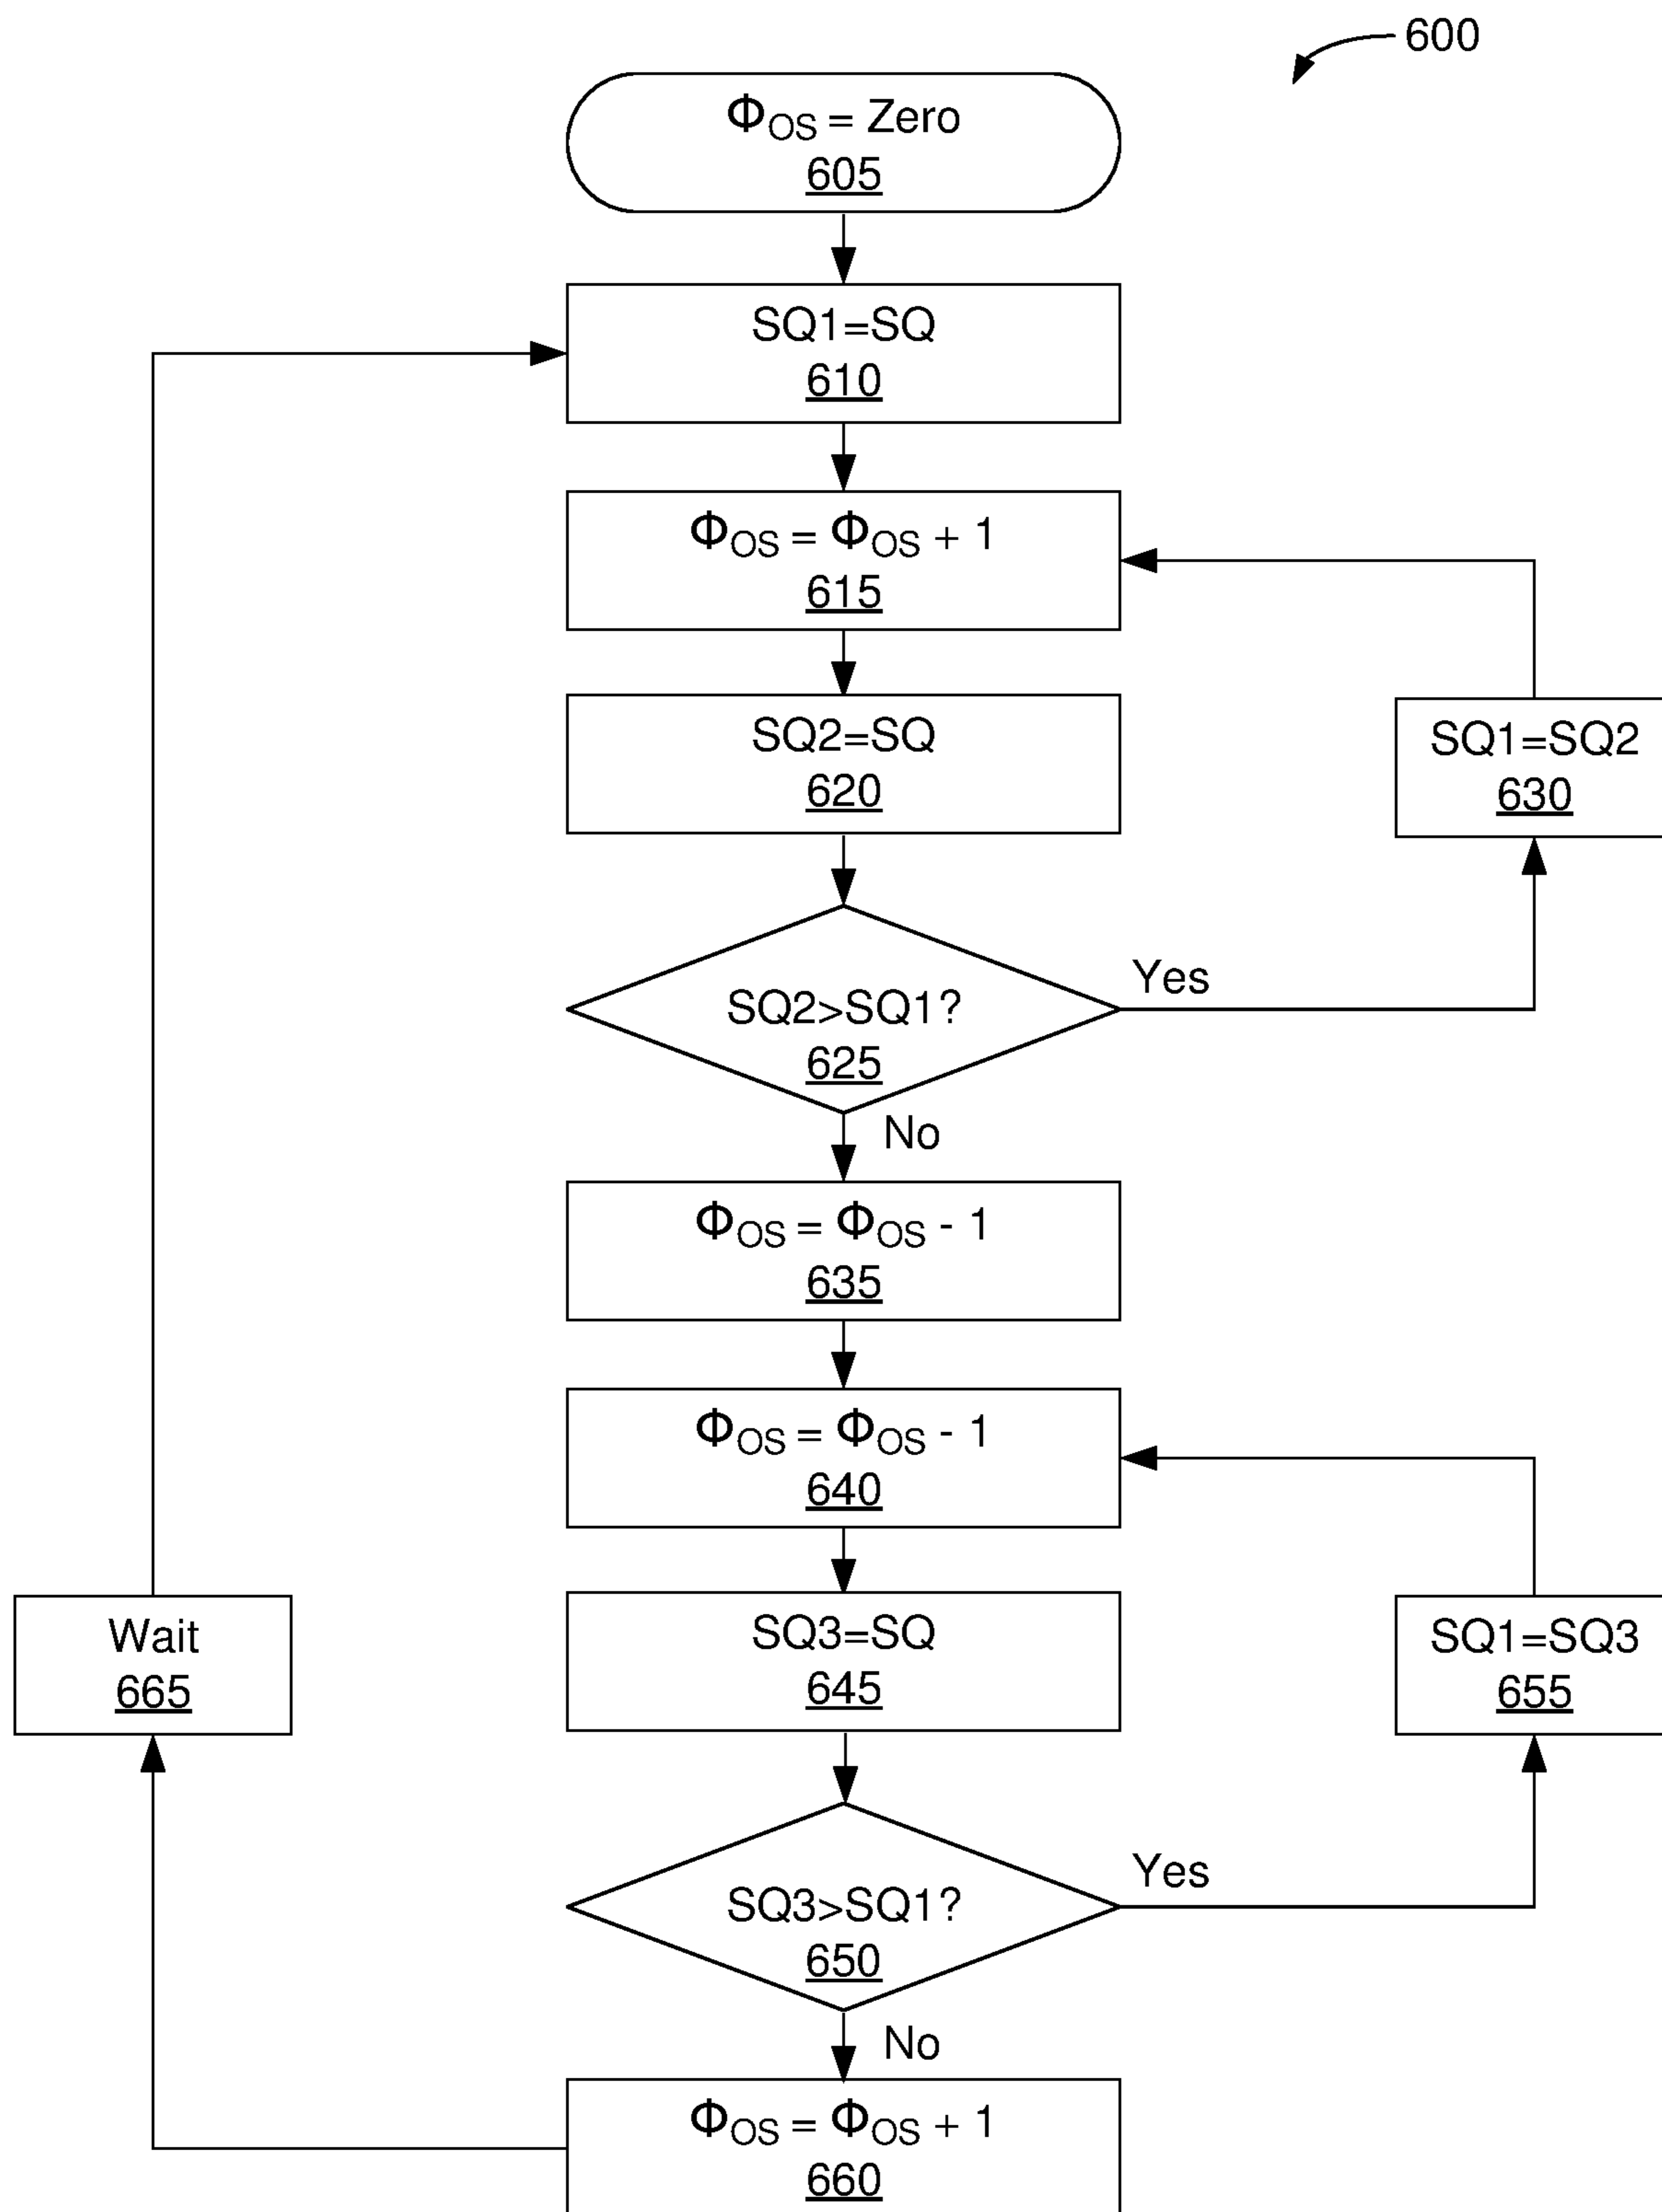 600
ΦOS = Zero
605
SQ1=SQ
610
ΦOS = ΦOS + 1
615
SQ2=SQ
620
SQ1=SQ2
630
SQ2>SQ1?
625
Yes
No
ΦOS = ΦOS - 1
635
ΦOS = ΦOS - 1
640
SQ3=SQ
645
Wait
665
SQ1=SQ3
655
SQ3>SQ1?
650
Yes
No
ΦOS = ΦOS + 1
660